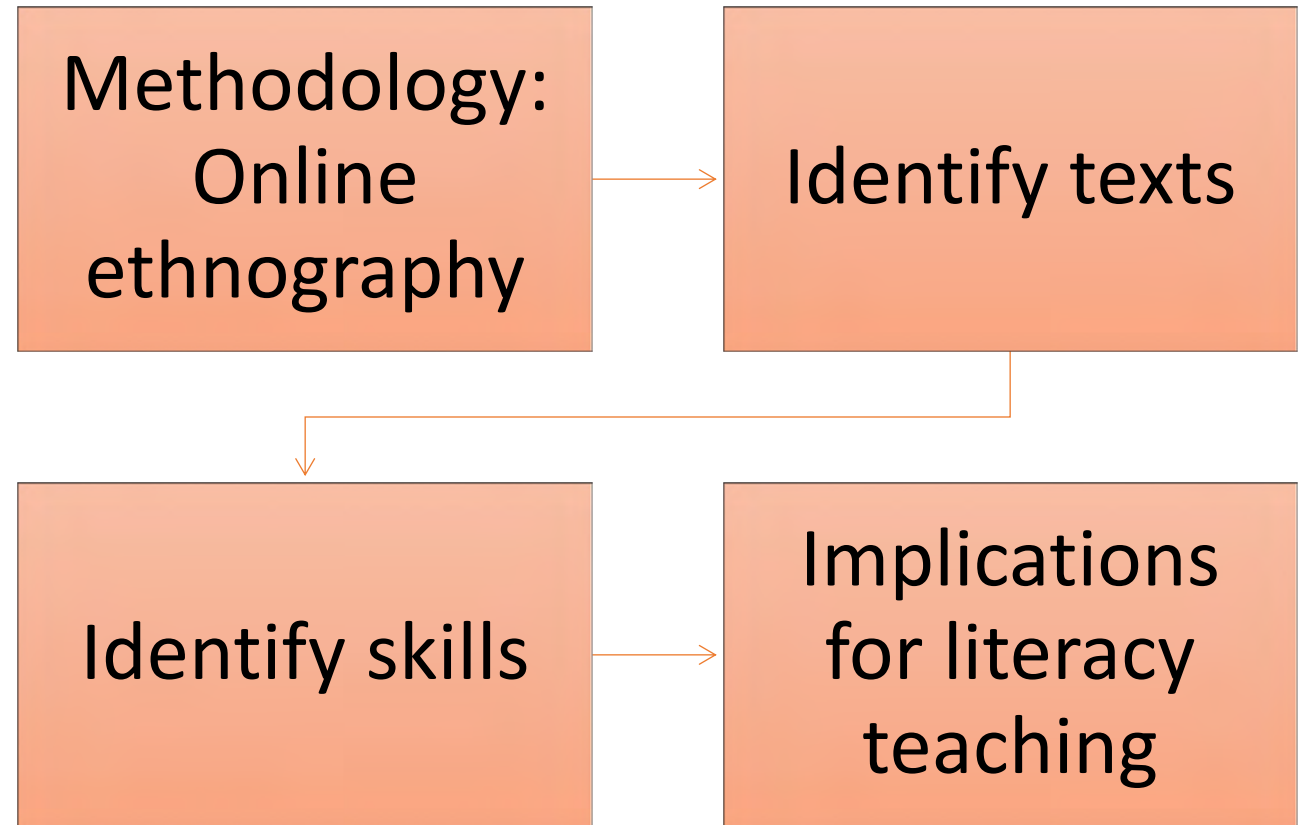 Methodology:
Online
ethnography
Identify texts
Identify skills
Implications
for literacy
teaching